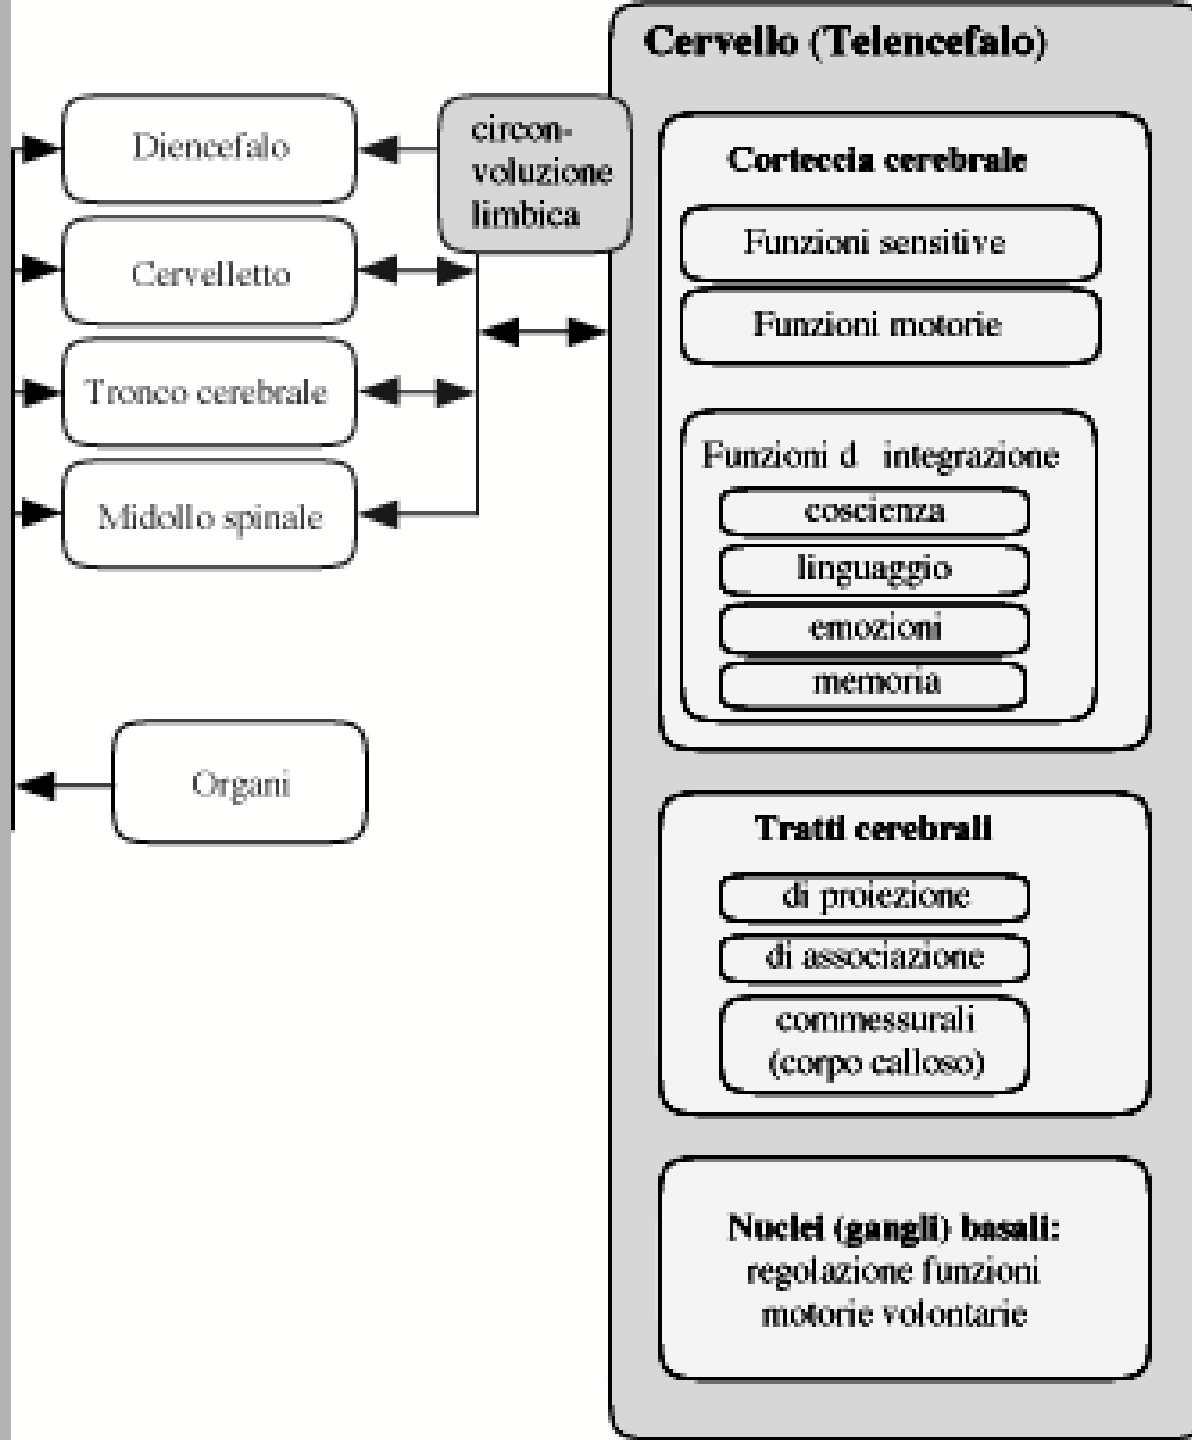 Cervello (Telencefalo)
Diencefalo
circon-
voluzione
limbica
Cervelletto
Tronco cerebrale
Midollo spinale
Organi
Corteccia cerebrale
Funzioni sensitive
Funzioni motorie
Funzioni d integrazione
coscienza
linguaggio
emozioni
memoria
Tratti cerebrali
di proiezione
di associazione
commessurali
(corpo calloso)
Nuclei (gangli) basali:
regolazione funzioni
motorie volontarie